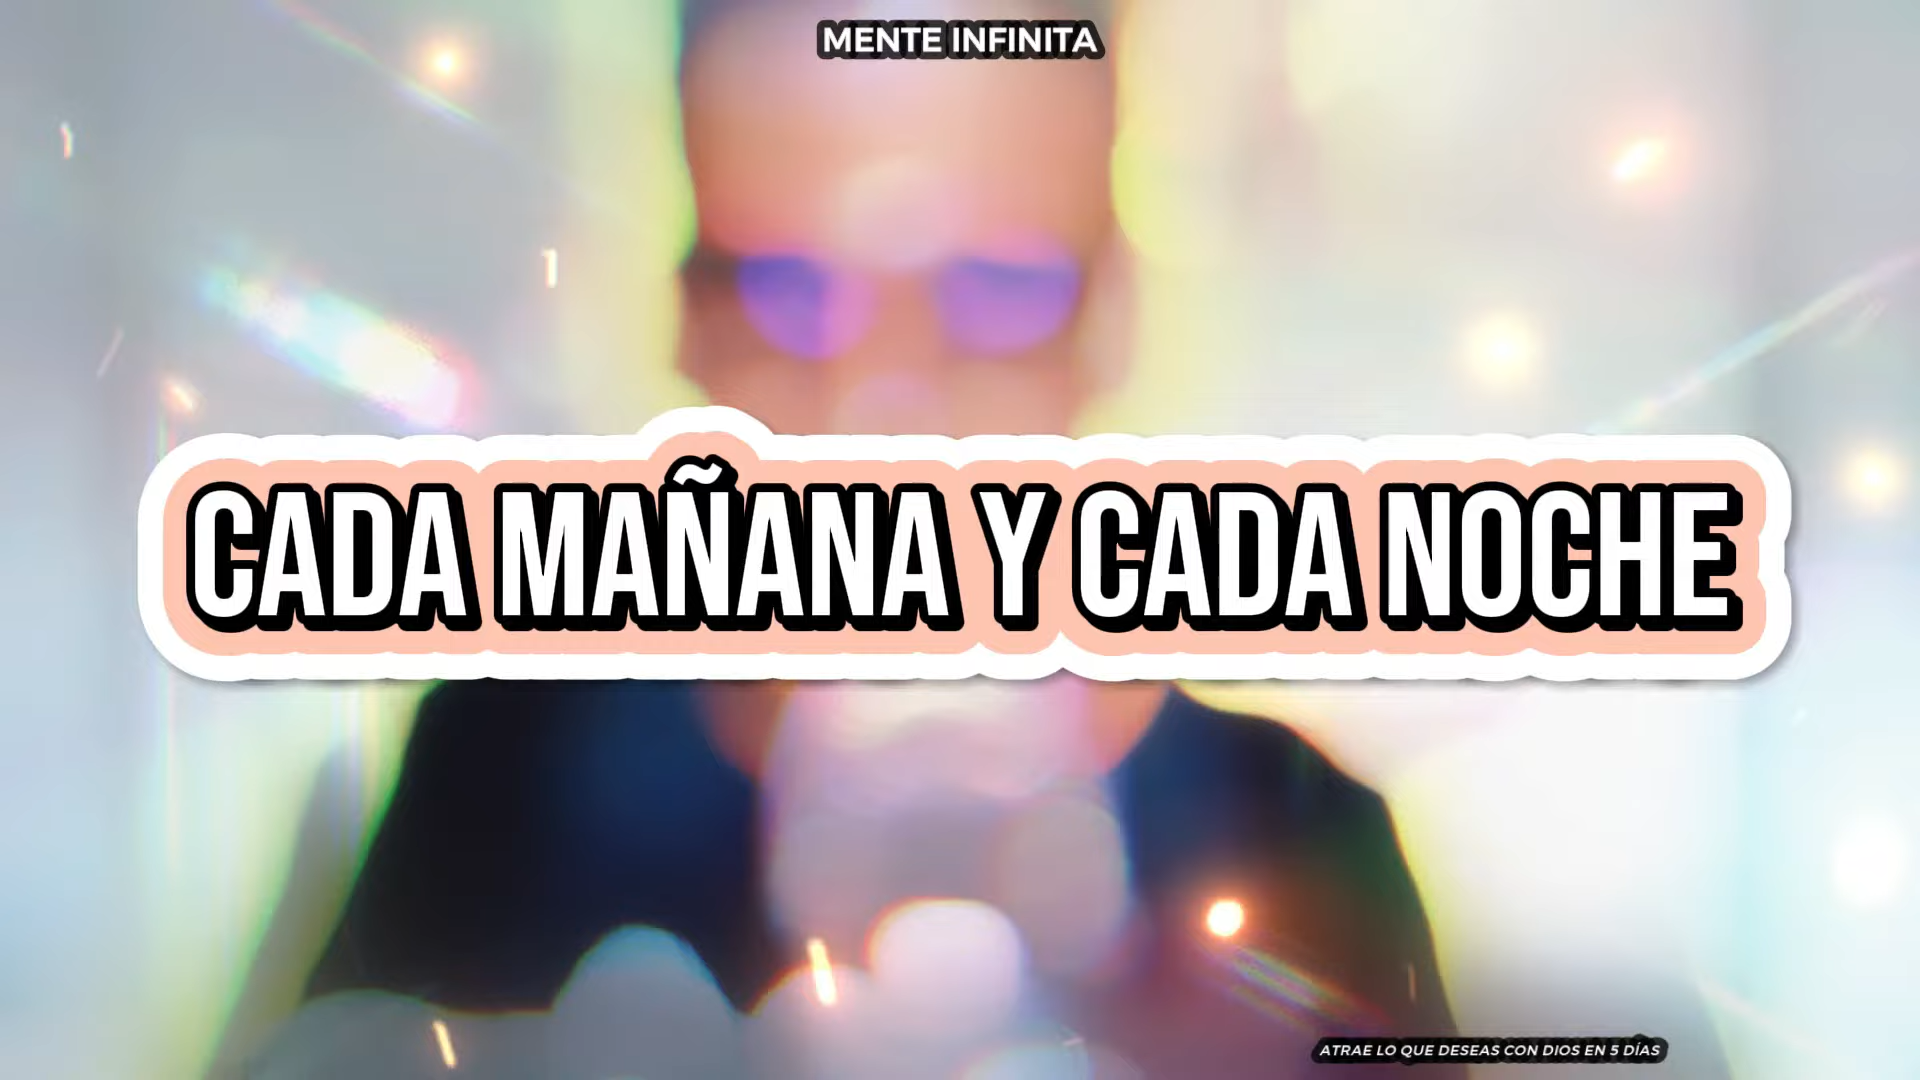 MENTE INFINITA
CADA MAÑANA Y CADA NOCHE
ATRAE LO QUE DESEAS CON DIOS EN 5 DÍAS